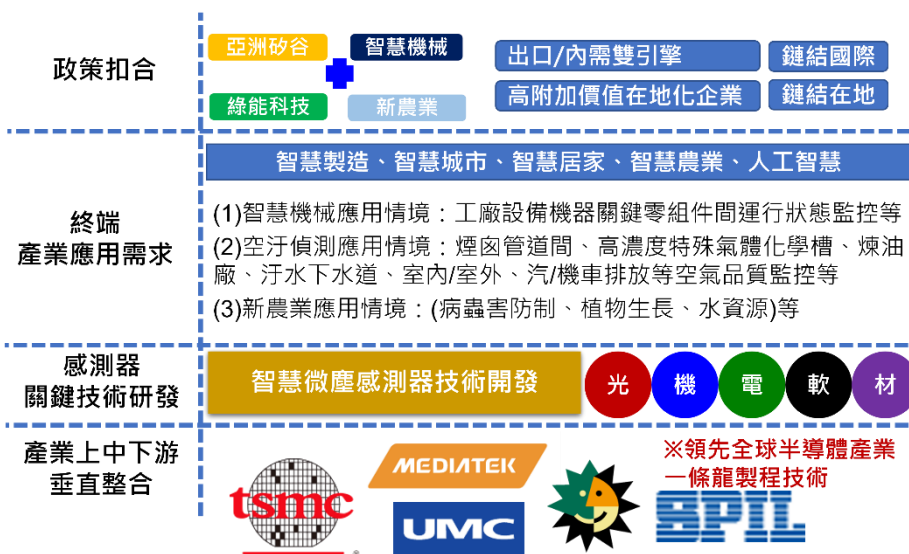 政策扣合
亞洲矽谷
智慧機械
綠能科技
新農業
出口/內需雙引擎
鏈結國際
高附加價值在地化企業
鏈結在地
終端
產業應用需求
智慧製造、智慧城市、智慧居家、智慧農業、人工智慧
(1)智慧機械應用情境：工廠設備機器關鍵零組件間運行狀態監控等
(2)空汙偵測應用情境：煙囪管道間、高濃度特殊氣體化學槽、煉油
廠、汙水下水道、室內/室外、汽/機車排放等空氣品質監控等
(3)新農業應用情境：(病蟲害防制、植物生長、水資源)等
感測器
關鍵技術研發
智慧微塵感測器技術開發
光
機
電
軟
材
產業上中下游
垂直整合
tsmc
®
MEDIATEK
UMC
※領先全球半導體產業
一條龍製程技術
SPIL